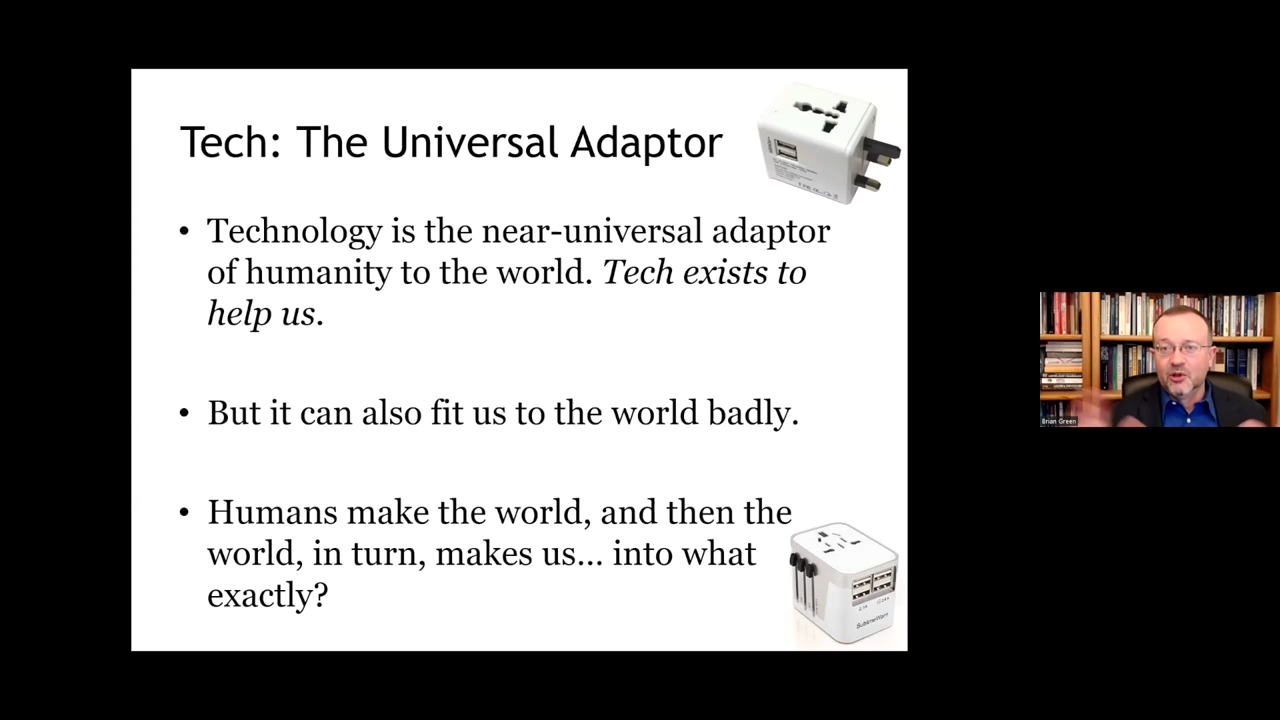 Tech: The Universal Adaptor
• Technology is the near-universal adaptor
of humanity to the world. Tech exists to
help us.
• But it can also fit us to the world badly.
• Humans make the world, and then the
world, in turn, makes us... into what
exactly?
Brian Green